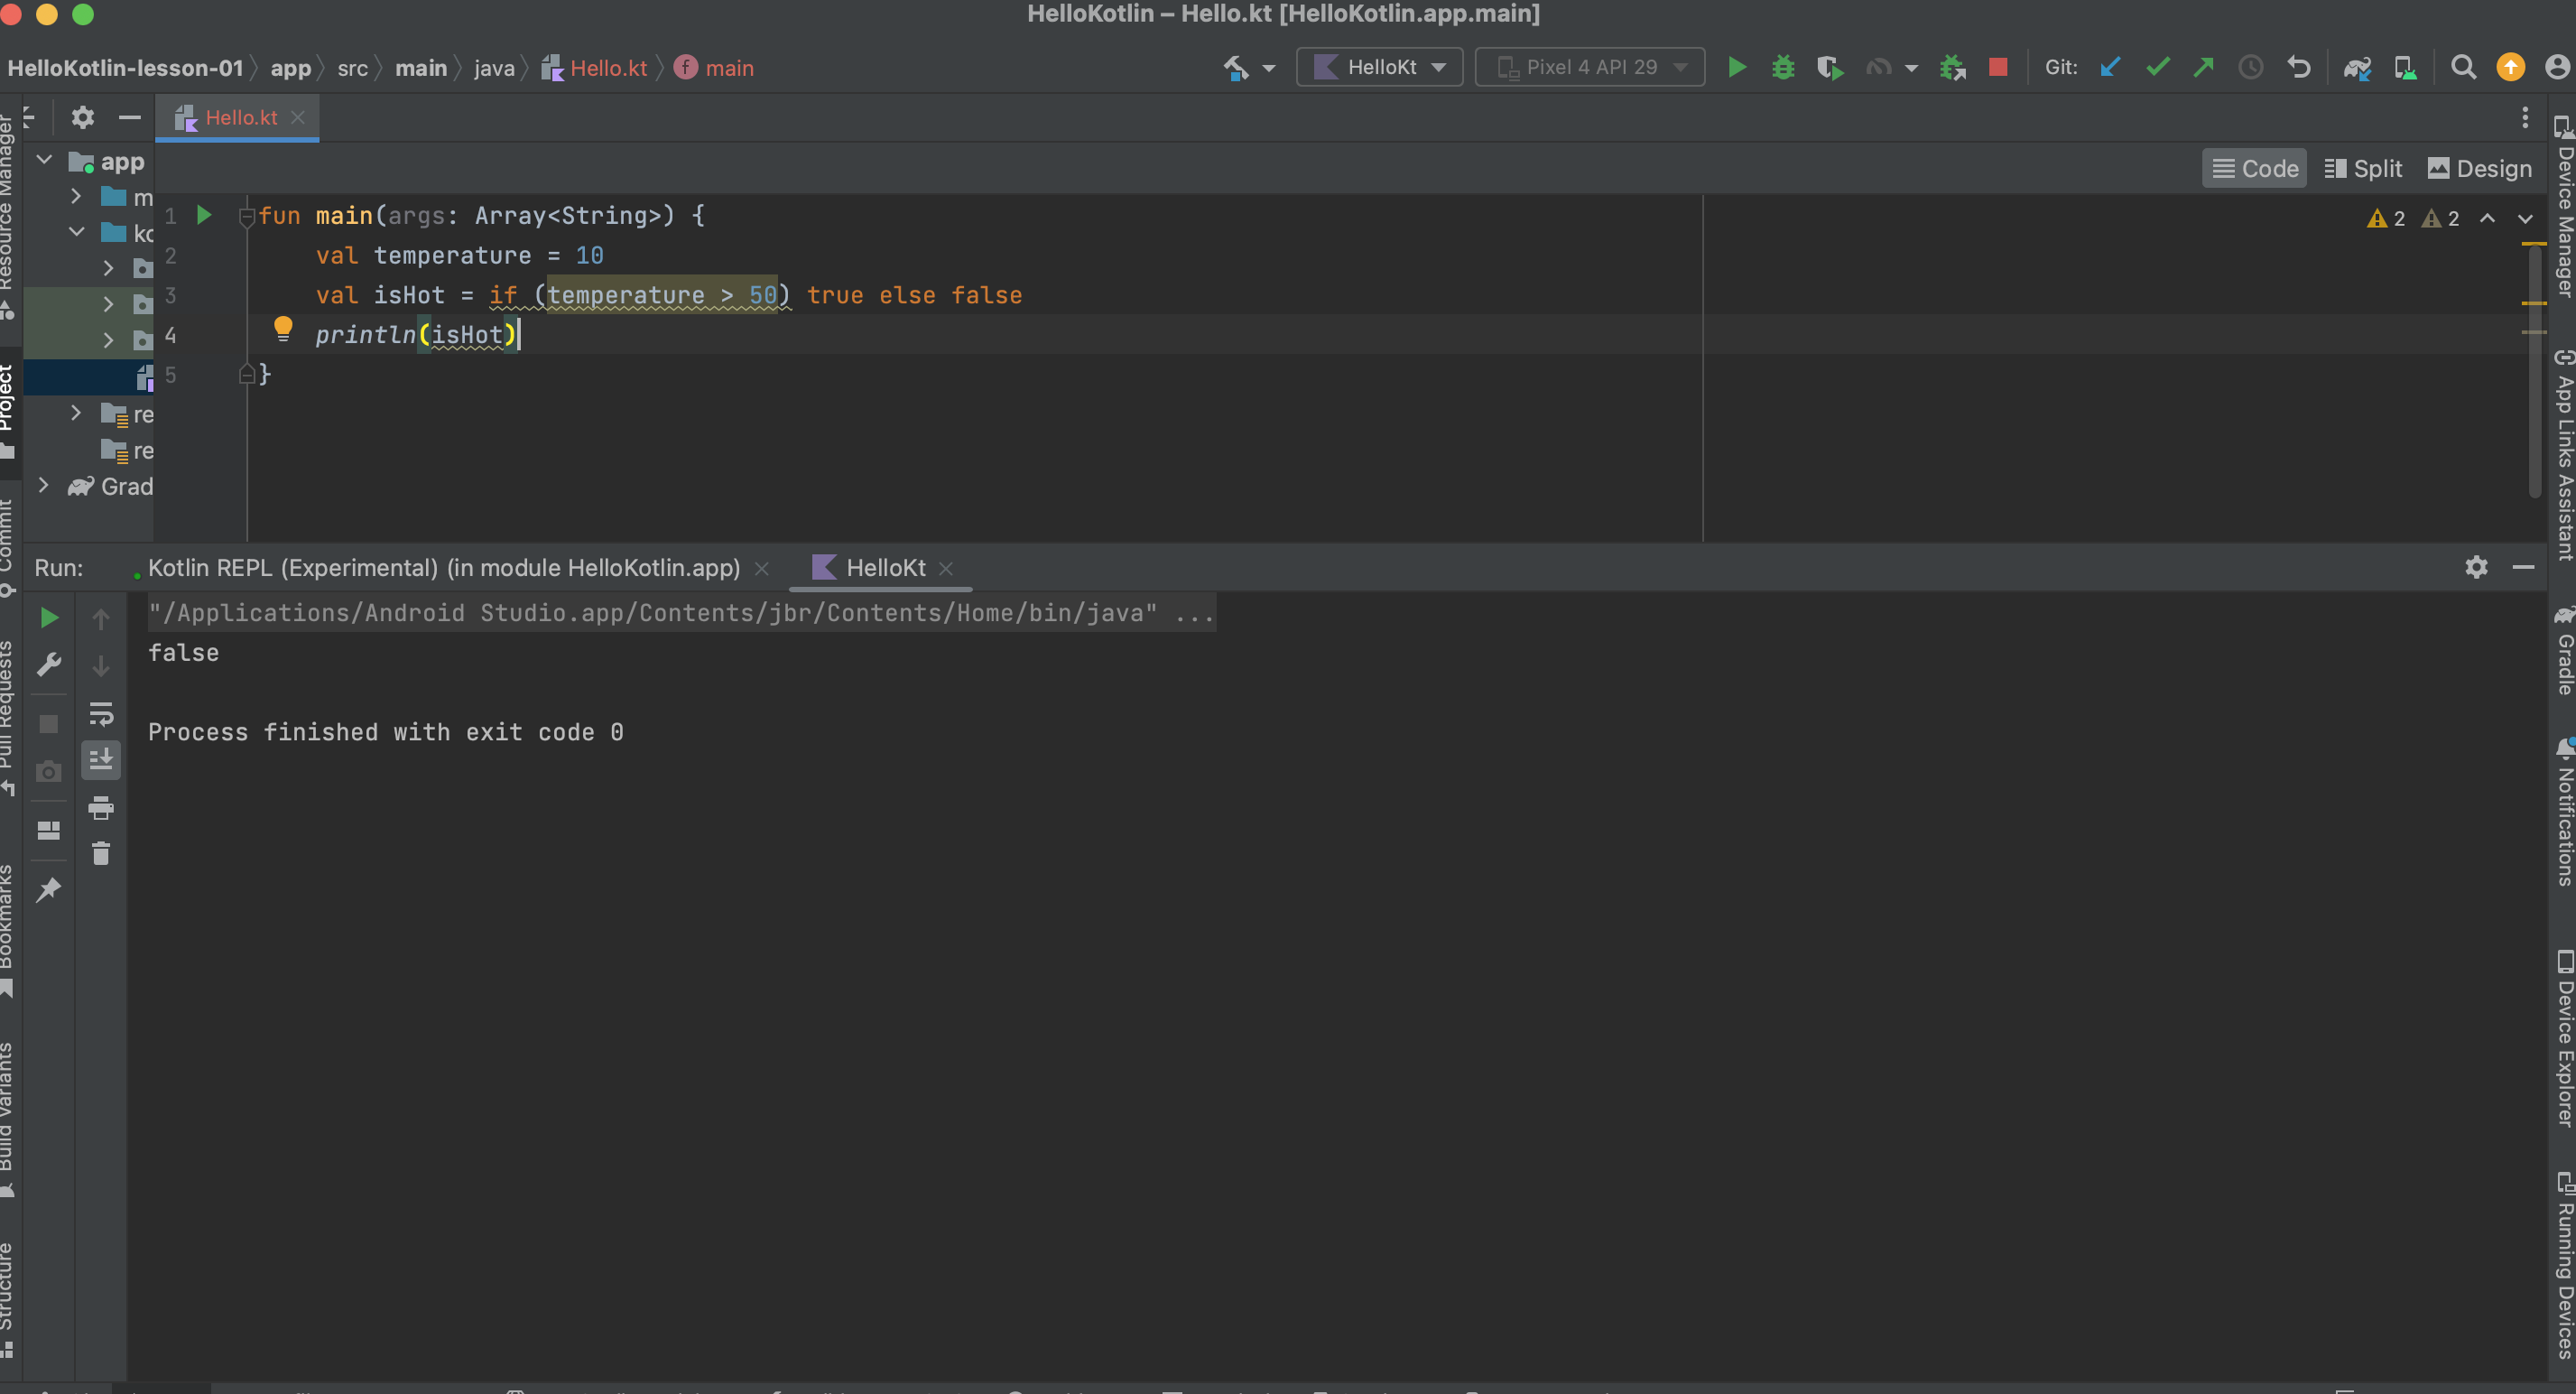 HelloKotlin – Hello.kt [HelloKotlin.app.main]
HelloKotlin-lesson-01 app src main java Hello.kt f main
HelloKt Pixel 4 API 29 Git:
Hello.kt
app
Code Split Design
m
1 fun main(args: Array<String>) {
2 2
kc
2 val temperature = 10
3 val isHot = if (temperature > 50) true else false
4 println(isHot)
5 }
re
re
Grad
Run: Kotlin REPL (Experimental) (in module HelloKotlin.app) HelloKt
"/Applications/Android Studio.app/Contents/jbr/Contents/Home/bin/java" ...
false
Process finished with exit code 0
Resource Manager
Project
Commit
Pull Requests
Bookmarks
Build Variants
Structure
Device Manager
App Links Assistant
Gradle
Notifications
Device Explorer
Running Devices